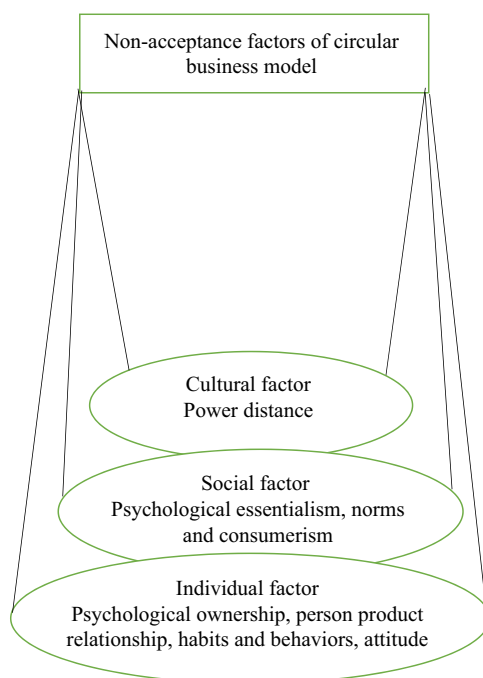 Non-acceptance factors of circular
business model
Cultural factor
Power distance
Social factor
Psychological essentialism, norms
and consumerism
Individual factor
Psychological ownership, person product
relationship, habits and behaviors, attitude